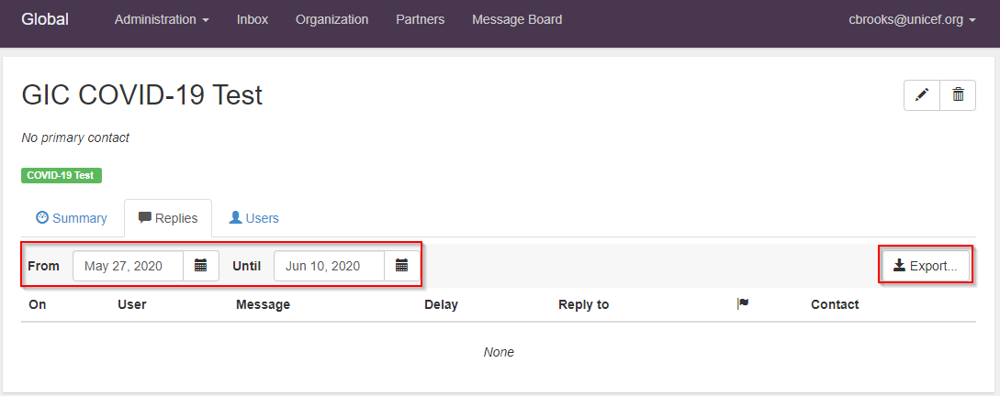 Global Administration Inbox Organization Partners Message Board cbrooks@unicef.org
GIC COVID-19 Test
No primary contact
COVID-19 Test
Summary Replies Users
From May 27, 2020 Until Jun 10, 2020 Export...
On User Message Delay Reply to Contact
None